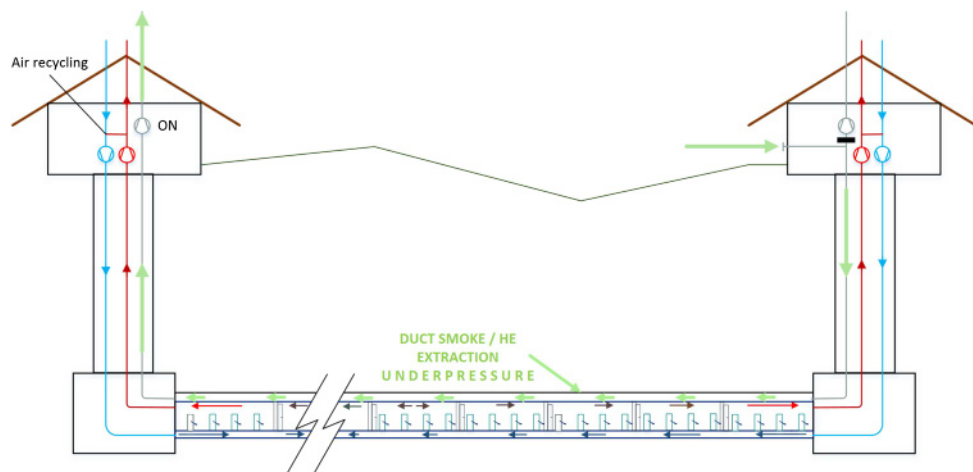 Air recycling
ON
DUCT SMOKE / HE
EXTRACTION
UNDERPRESSURE